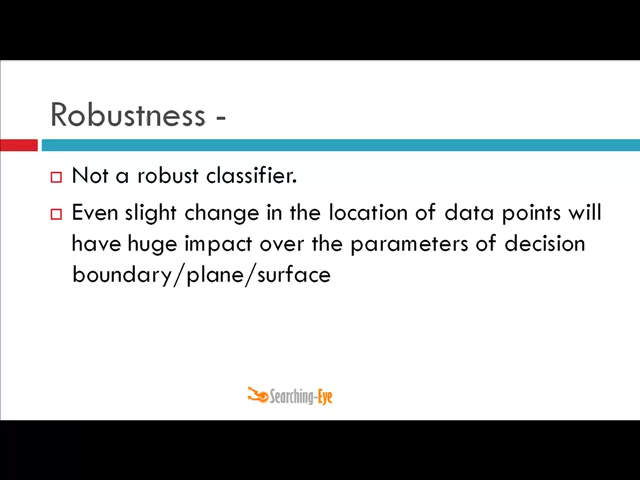 Robustness -
Not a robust classifier.
Even slight change in the location of data points will
have huge impact over the parameters of decision
boundary/plane/surface
Searching-Eye